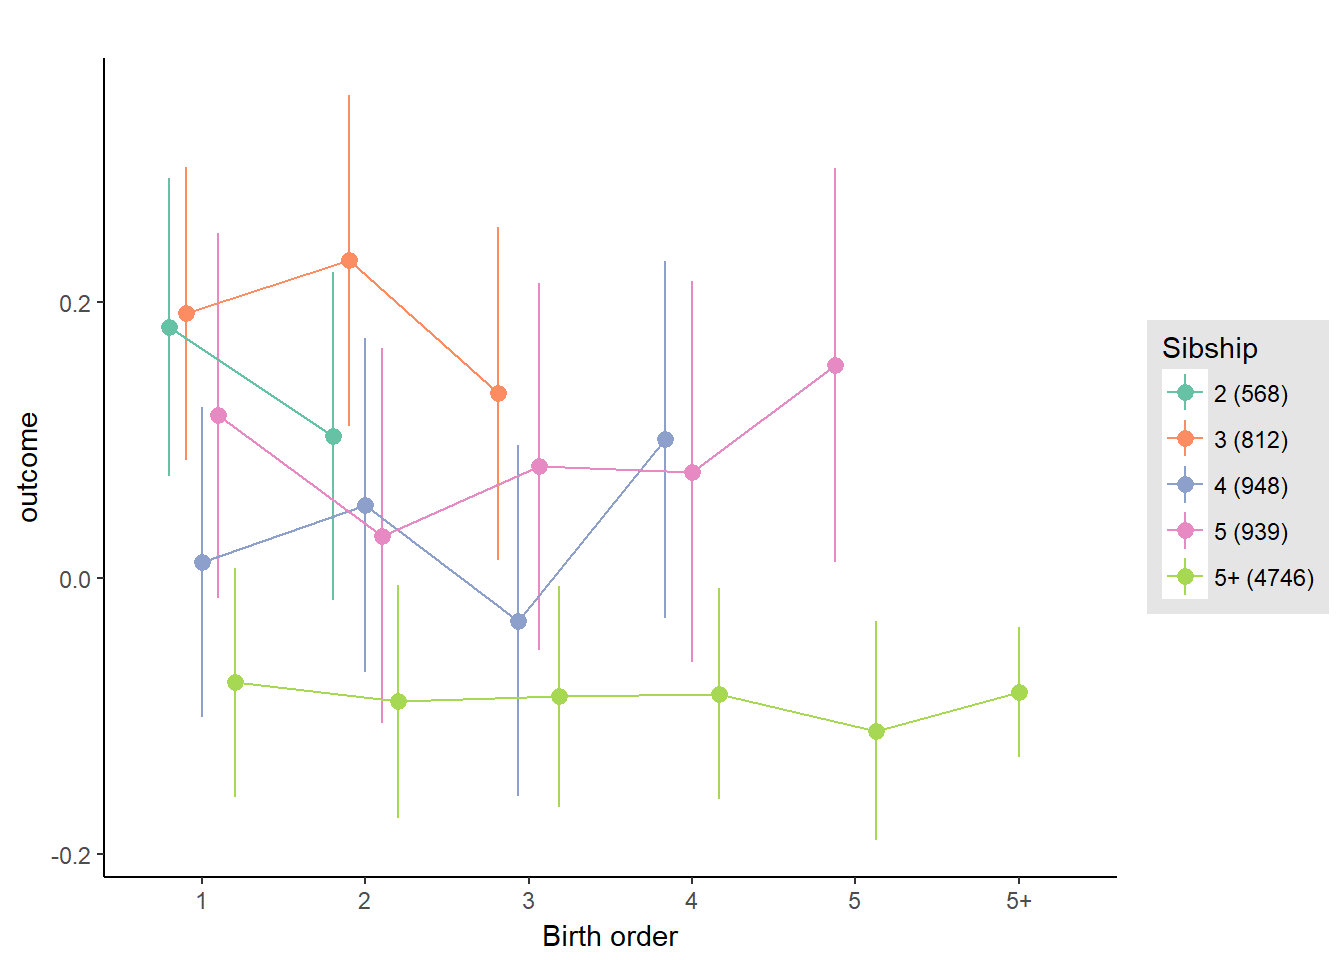 0.2
0.0
-0.2
outcome
1 2 3 4 5 5+
Birth order
Sibship
2 (568)
3 (812)
4 (948)
5 (939)
5+ (4746)